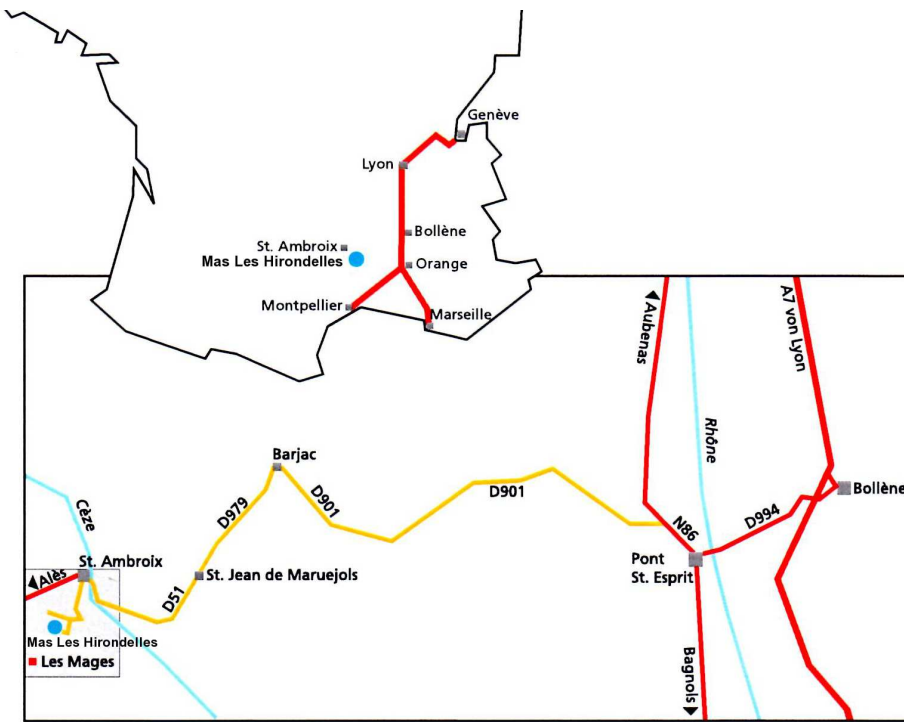 Genève
Lyon
Bollène
St. Ambroix
Mas Les Hirondelles
Orange
Montpellier
Marseille
Aubenas
A7 von Lyon
Rhône
Barjac
D979
D901
D901
Bollène
Cèze
N86
D994
St. Ambroix
Pont
St. Esprit
Alès
St. Jean de Maruejols
D51
Mas Les Hirondelles
Les Mages
Bagnols